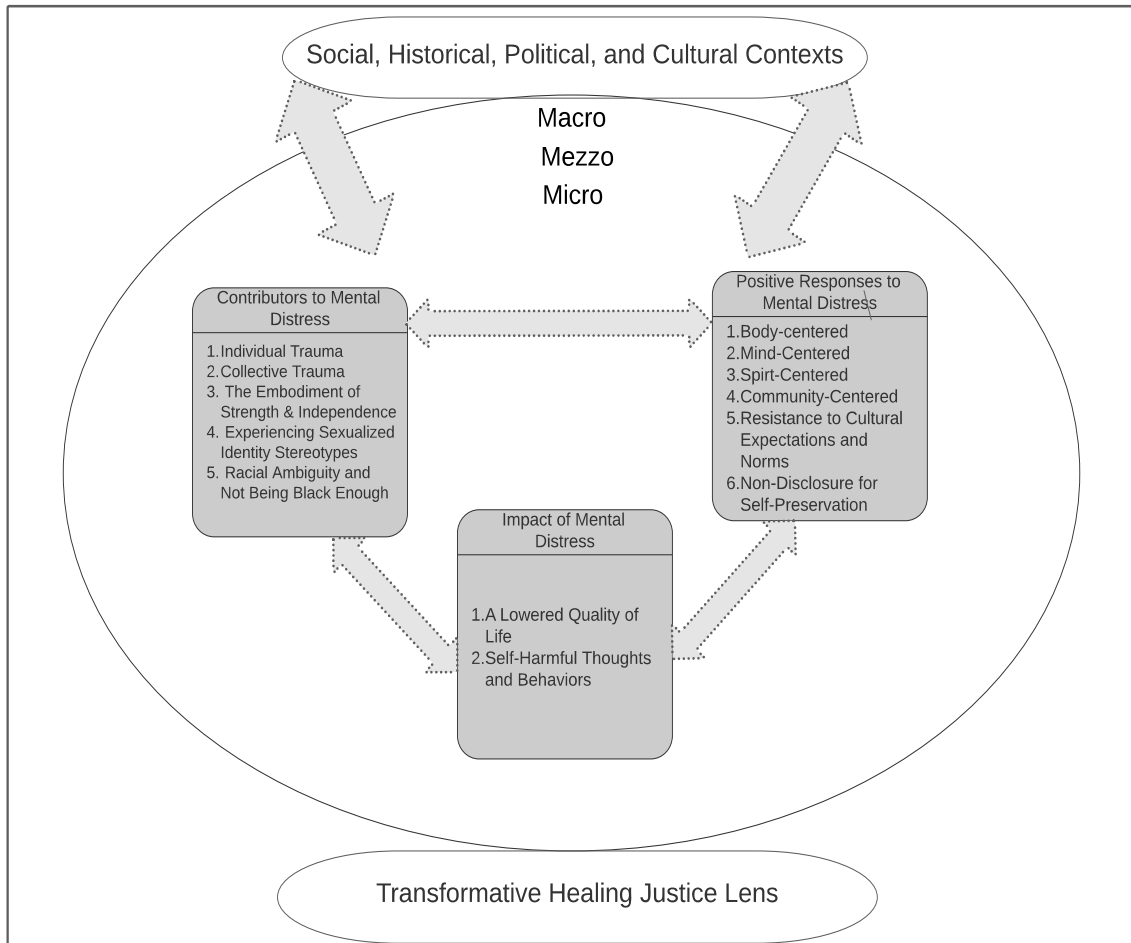 Social, Historical, Political, and Cultural Contexts
Macro
Mezzo
Micro
Contributors to Mental
Distress
1.Individual Trauma
2.Collective Trauma
3. The Embodiment of
Strength & Independence
4. Experiencing Sexualized
Identity Stereotypes
5. Racial Ambiguity and
Not Being Black Enough
Positive Responses to
Mental Distress
1.Body-centered
2.Mind-Centered
3.Spirt-Centered
4.Community-Centered
5.Resistance to Cultural
Expectations and
Norms
6.Non-Disclosure for
Self-Preservation
Impact of Mental
Distress
1.A Lowered Quality of
Life
2.Self-Harmful Thoughts
and Behaviors
Transformative Healing Justice Lens